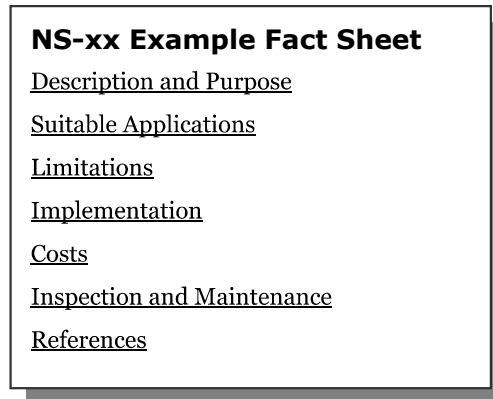 NS-xx Example Fact Sheet
Description and Purpose
Suitable Applications
Limitations
Implementation
Costs
Inspection and Maintenance
References